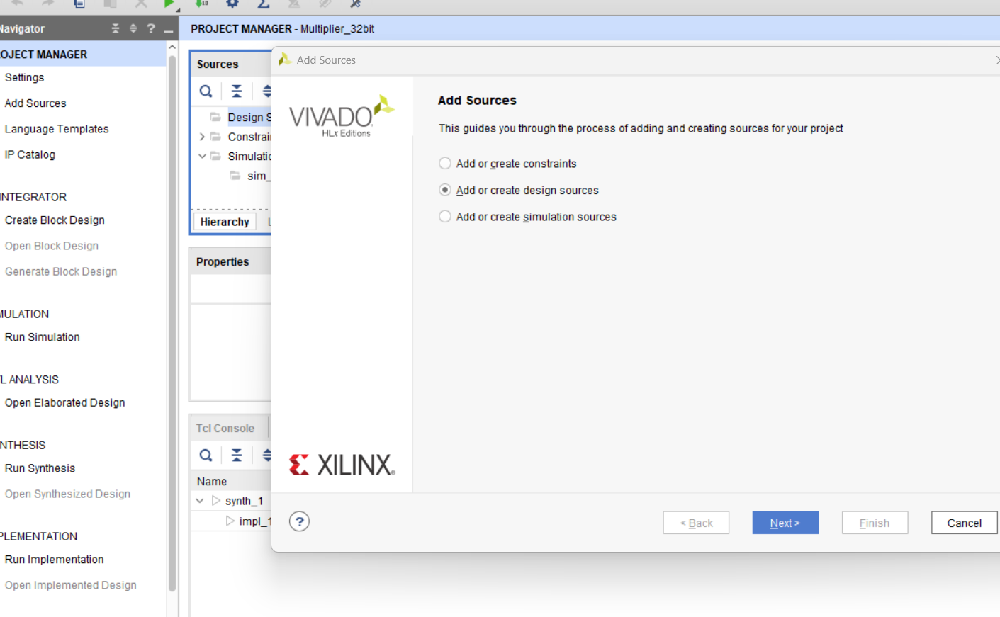 Navigator
PROJECT MANAGER - Multiplier_32bit
OJECT MANAGER
Settings
Add Sources
Language Templates
IP Catalog
INTEGRATOR
Create Block Design
Open Block Design
Generate Block Design
MULATION
Run Simulation
L ANALYSIS
Open Elaborated Design
NTHESIS
Run Synthesis
Open Synthesized Design
PLEMENTATION
Run Implementation
Open Implemented Design
Sources
Design S
Constrai
Simulatio
sim_
Hierarchy
L
Properties
Tcl Console
Name
synth_1
impl_1
Add Sources
VIVADO
HLx Editions
XILINX
Add Sources
This guides you through the process of adding and creating sources for your project
Add or create constraints
Add or create design sources
Add or create simulation sources
?
< Back
Next >
Finish
Cancel